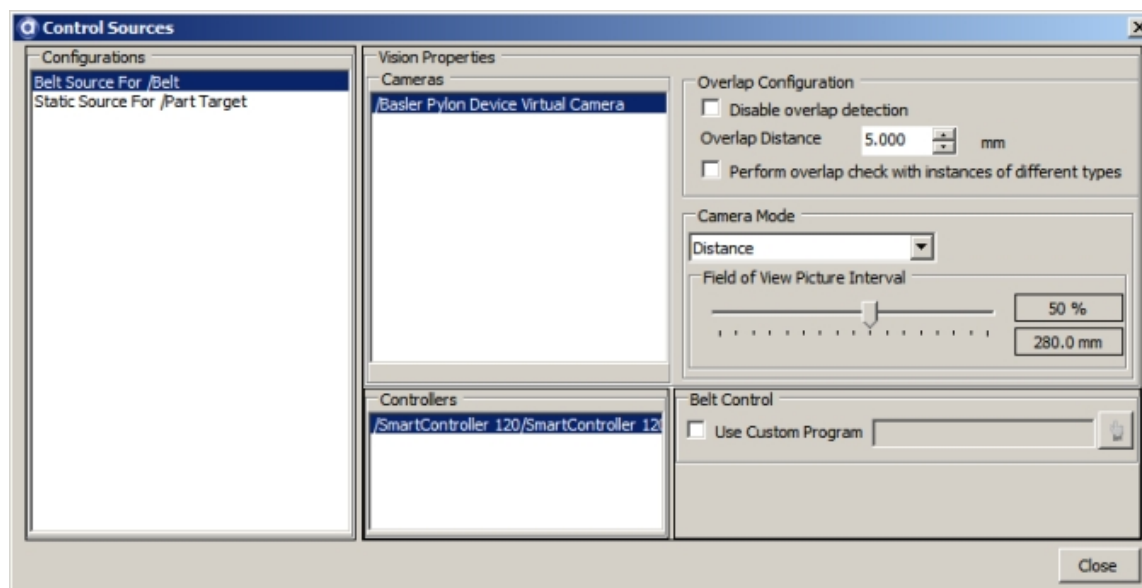 Control Sources
Configurations
Belt Source For /Belt
Static Source For /Part Target
Vision Properties
Cameras
/Basler Pylon Device Virtual Camera
Overlap Configuration
Disable overlap detection
Overlap Distance 5.000 mm
Perform overlap check with instances of different types
Camera Mode
Distance
Field of View Picture Interval
50 %
280.0 mm
Controllers
/SmartController 120/SmartController 120
Belt Control
Use Custom Program
Close